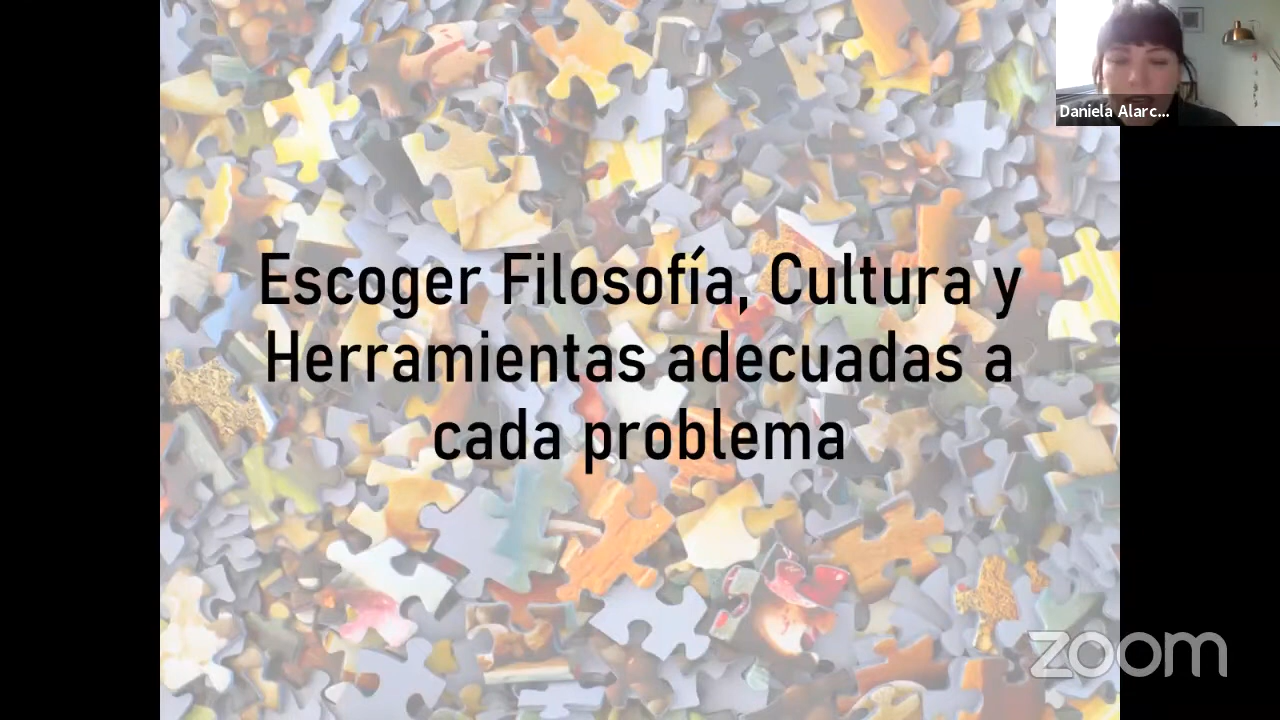 Daniela Alarc...
Escoger Filosofía, Cultura y
Herramientas adecuadas a
cada problema
zoom